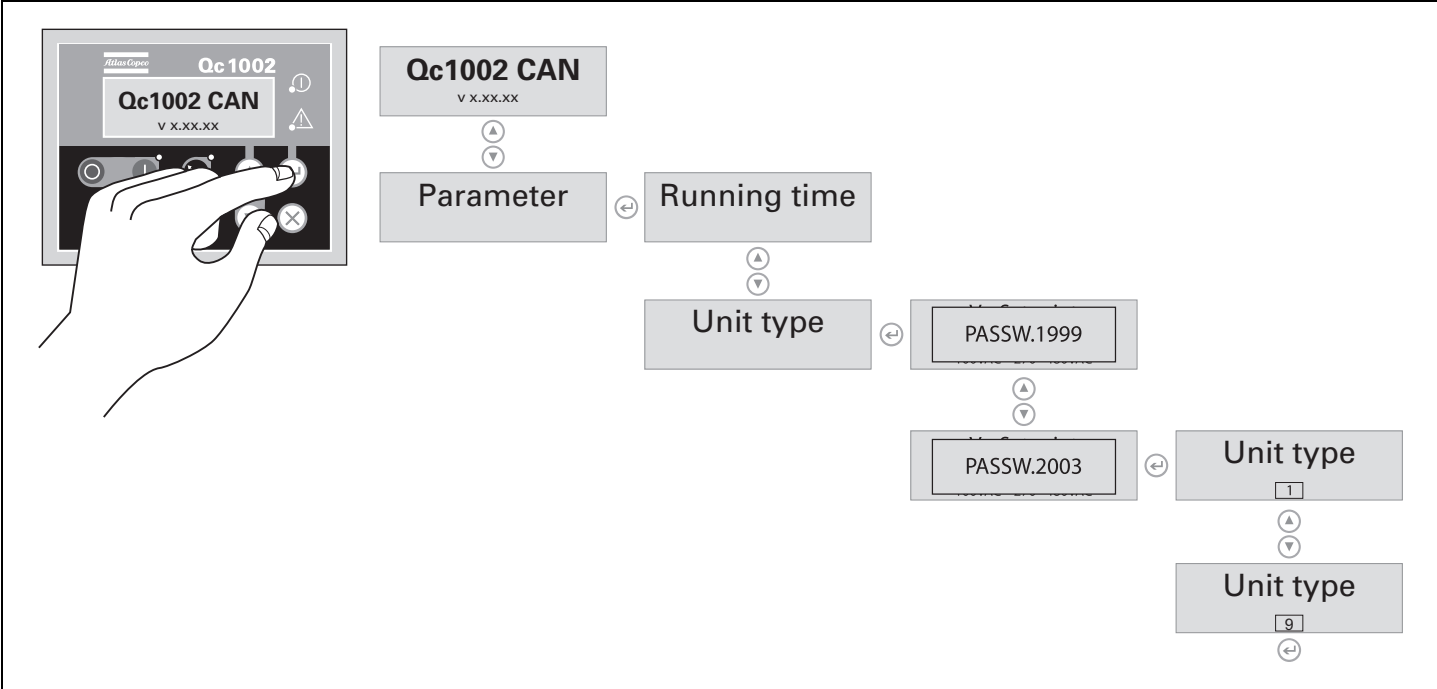 Atlas Copco
Qc1002
Qc1002 CAN
v x.xx.xx
Qc1002 CAN
v x.xx.xx
Parameter
Running time
Unit type
PASSW.1999
PASSW.2003
Unit type
1
Unit type
9